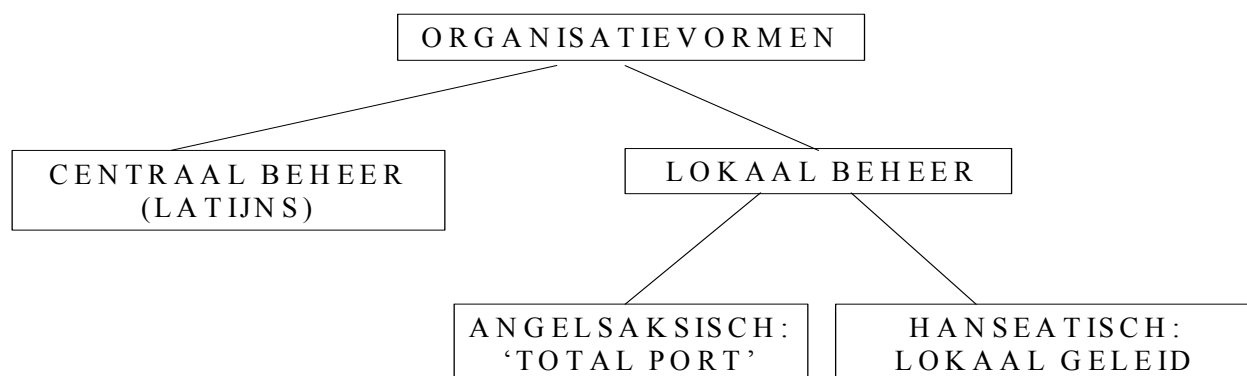 ORGANISATIEVORMEN
CENTRAAL BEHEER
(LATIJNS)
LOKAAL BEHEER
ANGELSAKSISCH:
‘TOTAL PORT’
HANSEATISCH:
LOKAAL GELEID